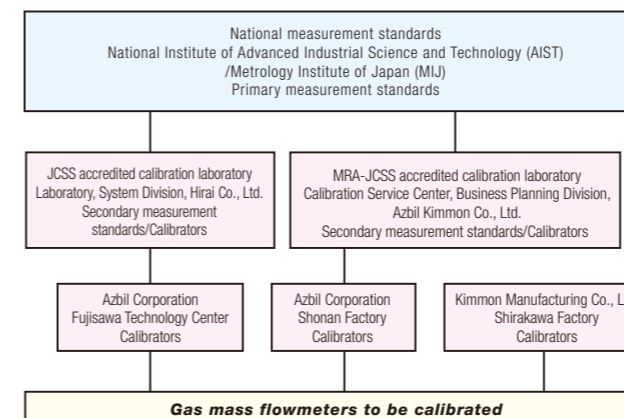 National measurement standards
National Institute of Advanced Industrial Science and Technology (AIST)
/Metrology Institute of Japan (MIJ)
Primary measurement standards
JCSS accredited calibration laboratory
Laboratory, System Division, Hirai Co., Ltd.
Secondary measurement
standards/Calibrators
MRA-JCSS accredited calibration laboratory
Calibration Service Center, Business Planning Division,
Azbil Kimmon Co., Ltd.
Secondary measurement standards/Calibrators
Azbil Corporation
Fujisawa Technology Center
Calibrators
Azbil Corporation
Shonan Factory
Calibrators
Kimmon Manufacturing Co., L
Shirakawa Factory
Calibrators
Gas mass flowmeters to be calibrated